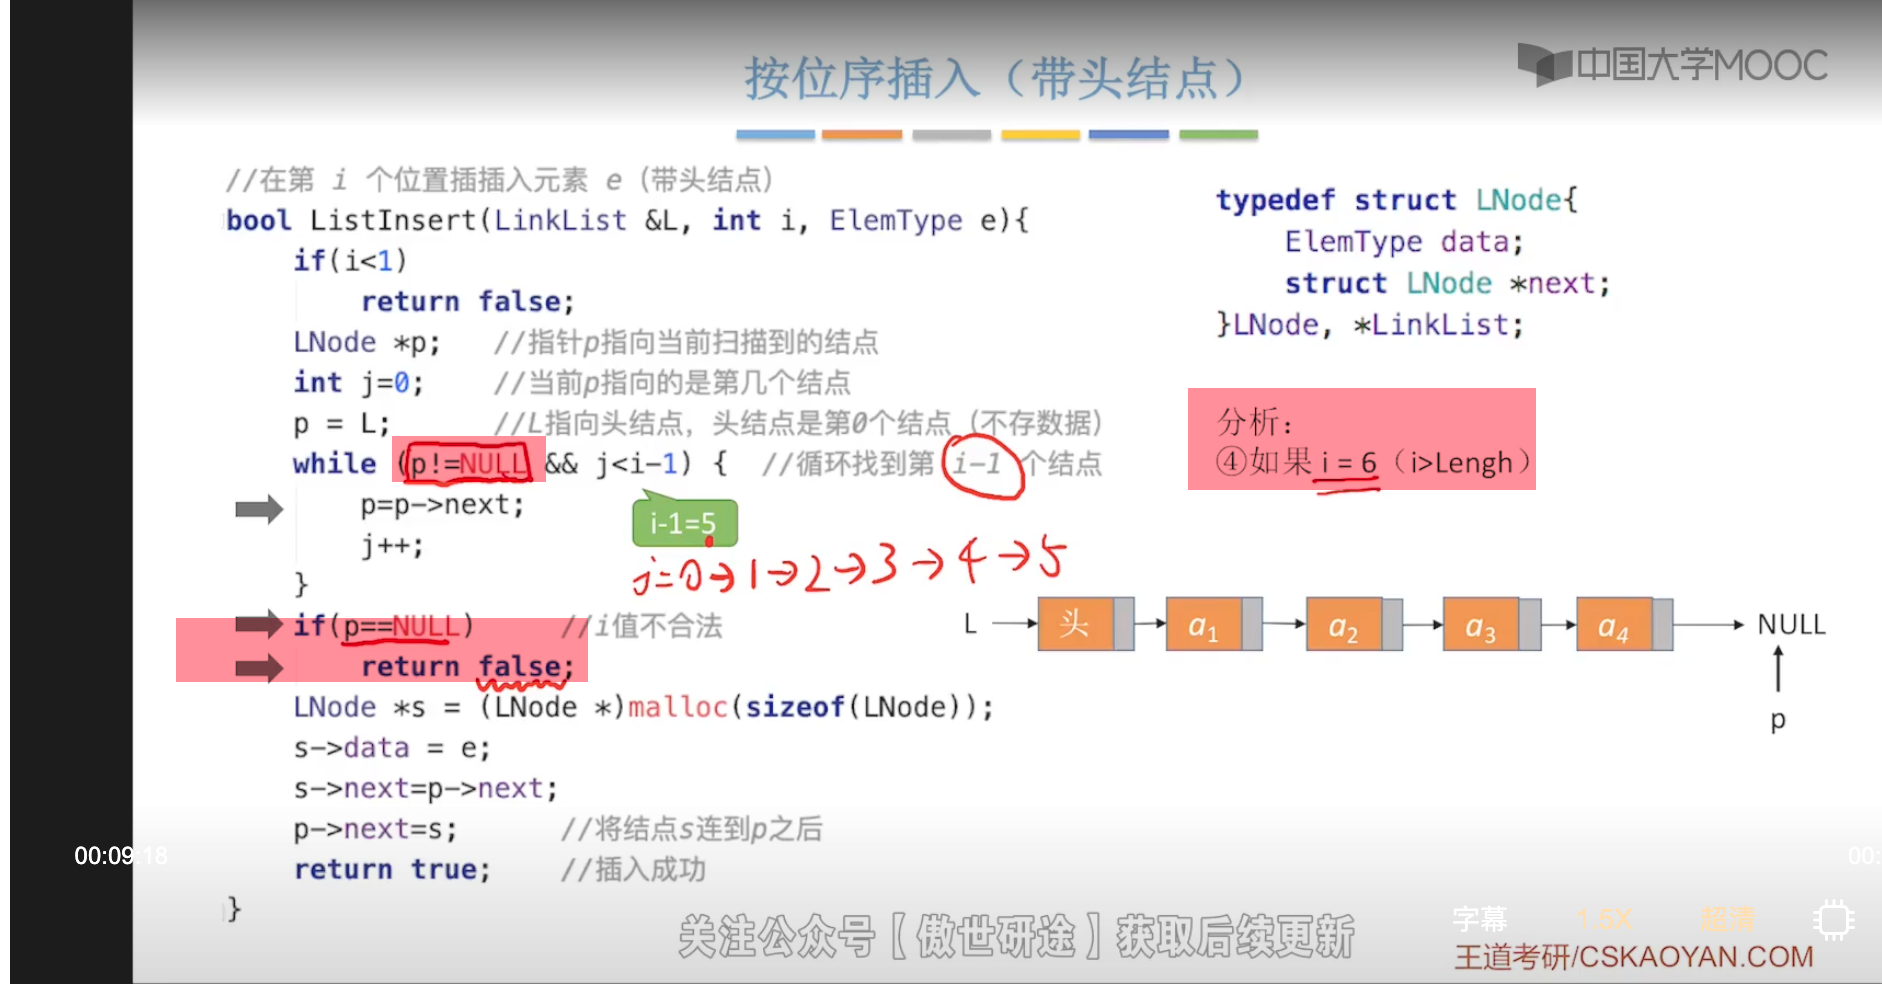 按位序插入（带头结点）
中国大学MOOC
//在第 i 个位置插插入元素 e（带头结点）
bool ListInsert(LinkList &L, int i, ElemType e){
if(i<1)
return false;
LNode *p; //指针p指向当前扫描到的结点
int j=0; //当前p指向的是第几个结点
p = L; //L指向头结点，头结点是第0个结点（不存数据）
while (p!=NULL && j<i-1) { //循环找到第 i-1 个结点
p=p->next;
j++;
}
if(p==NULL) //i值不合法
return false;
LNode *s = (LNode *)malloc(sizeof(LNode));
s->data = e;
s->next=p->next;
p->next=s; //将结点s连到p之后
return true; //插入成功
}
typedef struct LNode{
ElemType data;
struct LNode *next;
}LNode, *LinkList;
分析：
④如果 i = 6（i>Lengh）
i-1=5
j=0→1→2→3→4→5
L 头 a1 a2 a3 a4 NULL
p
00:09:18
00:
字幕 1.5X 超清
关注公众号【傲世研途】获取后续更新
王道考研/CSKAOYAN.COM